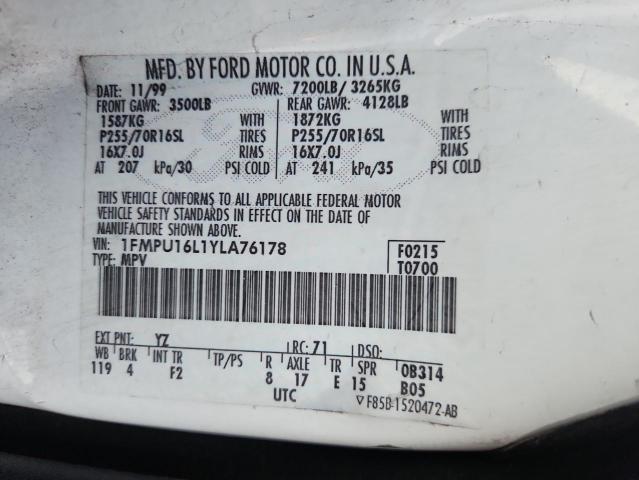 MFD. BY FORD MOTOR CO. IN U.S.A.
DATE: 11/99 GVWR: 7200LB/ 3265KG
FRONT GAWR: 3500LB REAR GAWR: 4128LB
1587KG WITH 1872KG WITH
P255/70R16SL TIRES P255/70R16SL TIRES
16X7.0J RIMS 16X7.0J RIMS
AT 207 kPa/30 PSI COLD AT 241 kPa/35 PSI COLD
THIS VEHICLE CONFORMS TO ALL APPLICABLE FEDERAL MOTOR
VEHICLE SAFETY STANDARDS IN EFFECT ON THE DATE OF
MANUFACTURE SHOWN ABOVE.
VIN: 1FMPU16L1YLA76178 F0215
TYPE: MPV T0700
EXT PNT: YZ RC: 71 DSO:
WB BRK INT TR TP/PS R AXLE TR SPR 0B314
119 4 F2 8 17 E 15 B05
UTC ▽F85B-1520472-AB